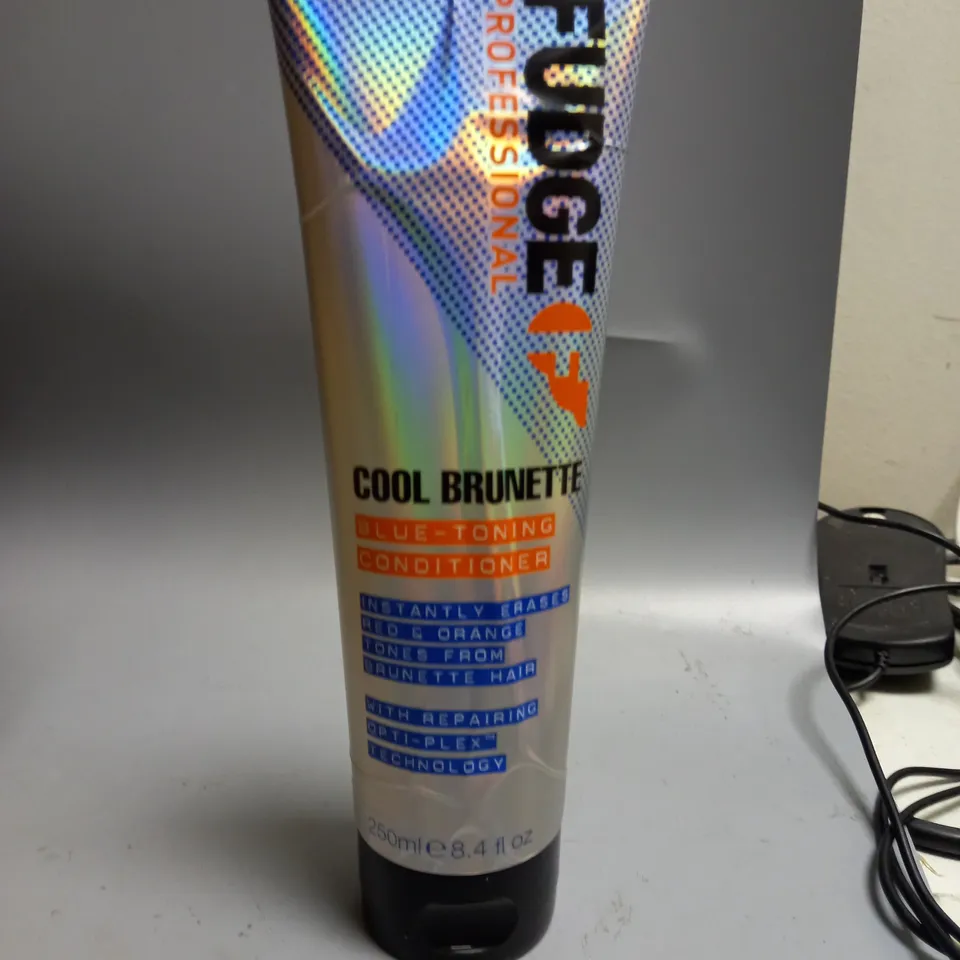 FUDGE
PROFESSIONAL
COOL BRUNETTE
BLUE-TONING
CONDITIONER
INSTANTLY ERASES
RED & ORANGE
TONES FROM
BRUNETTE HAIR
WITH REPAIRING
OPTI-PLEX™
TECHNOLOGY
250ml e 8.4 fl oz